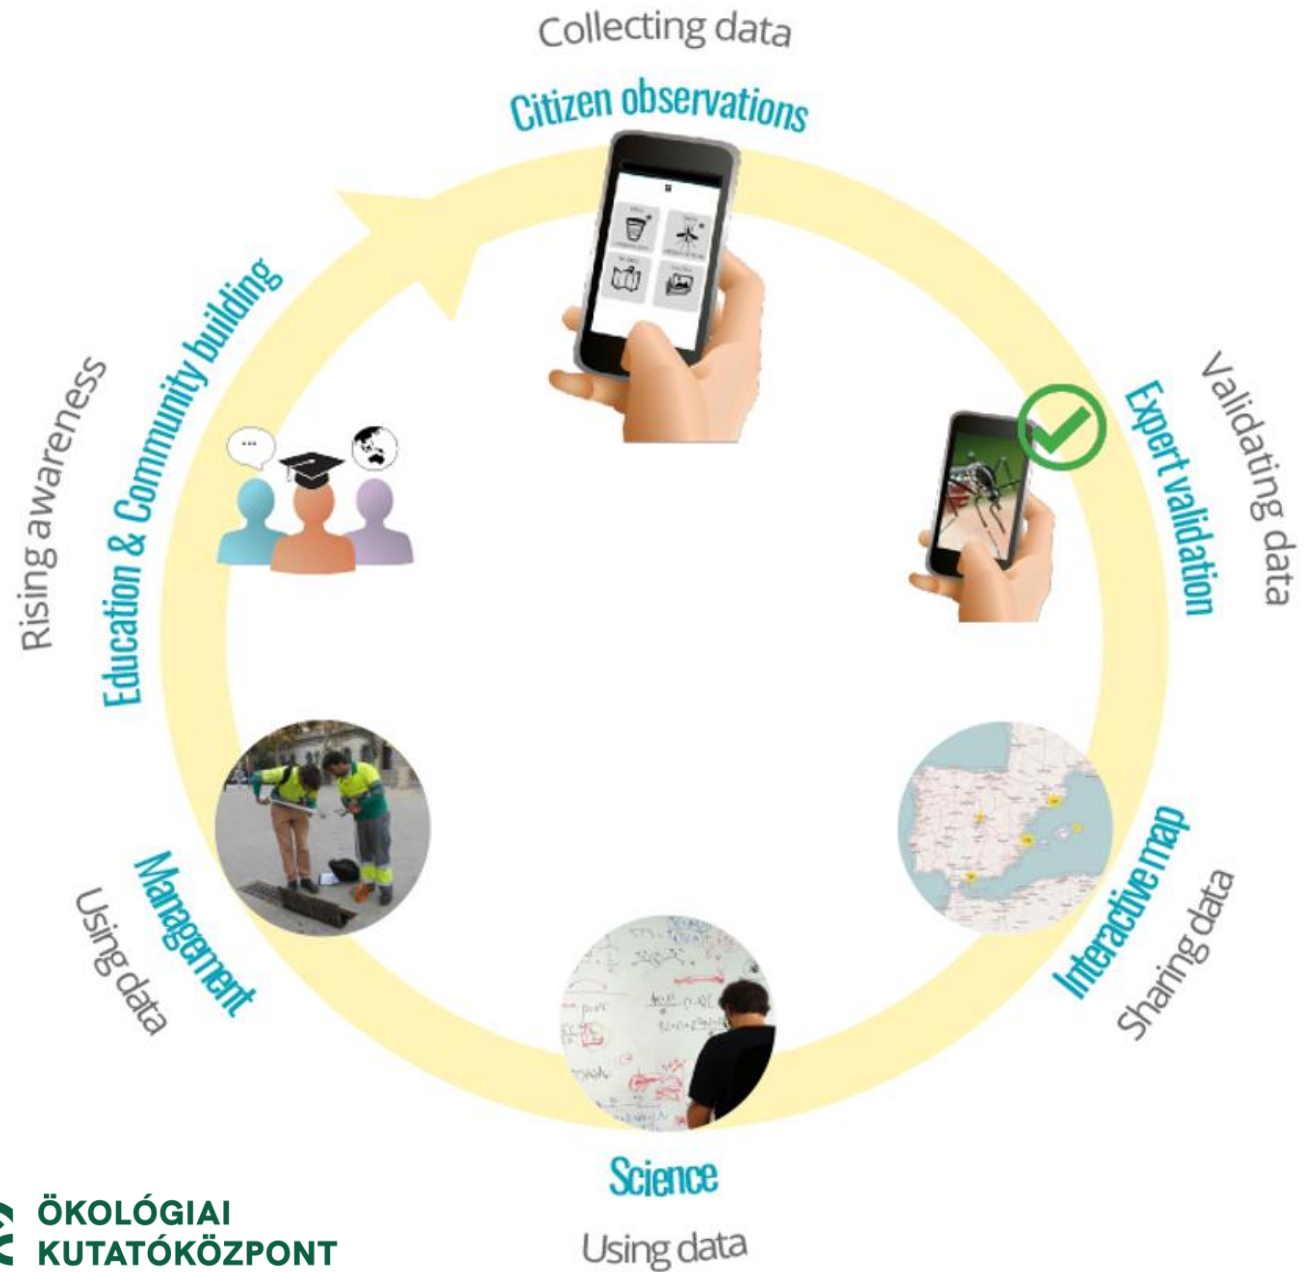 Collecting data
Citizen observations
Validating data
Expert validation
Interactive map
Sharing data
Science
Using data
Management
Using data
Education & Community building
Rising awareness
ÖKOLÓGIAI
KUTATÓKÖZPONT